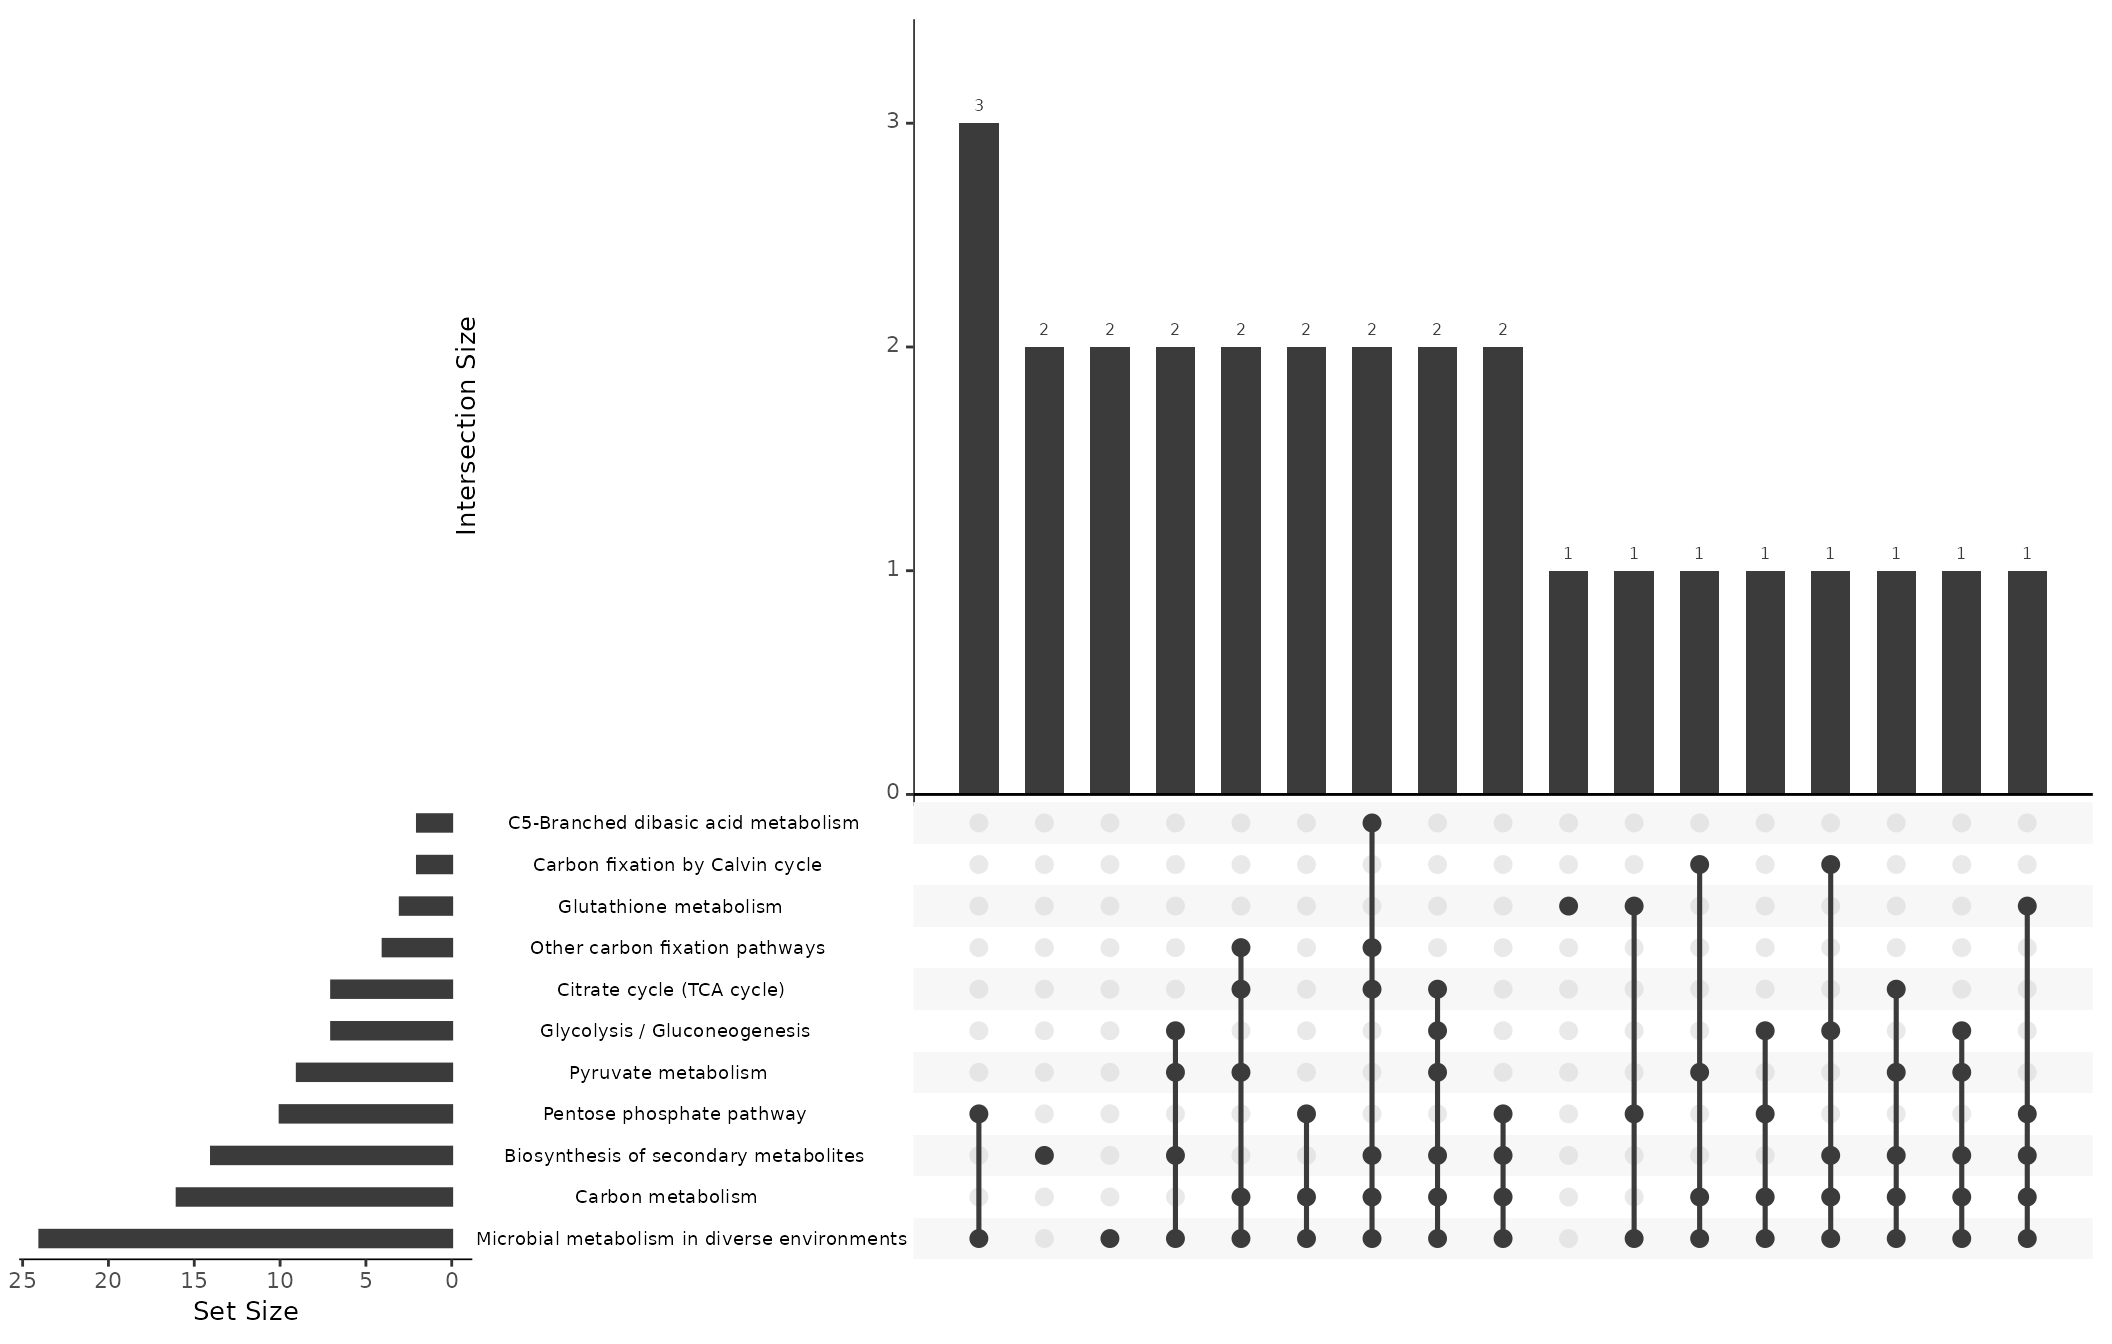 3
3
2
2 2 2 2 2 2 2 2
1
1 1 1 1 1 1 1 1
0
Intersection Size
C5-Branched dibasic acid metabolism
Carbon fixation by Calvin cycle
Glutathione metabolism
Other carbon fixation pathways
Citrate cycle (TCA cycle)
Glycolysis / Gluconeogenesis
Pyruvate metabolism
Pentose phosphate pathway
Biosynthesis of secondary metabolites
Carbon metabolism
Microbial metabolism in diverse environments
25 20 15 10 5 0
Set Size